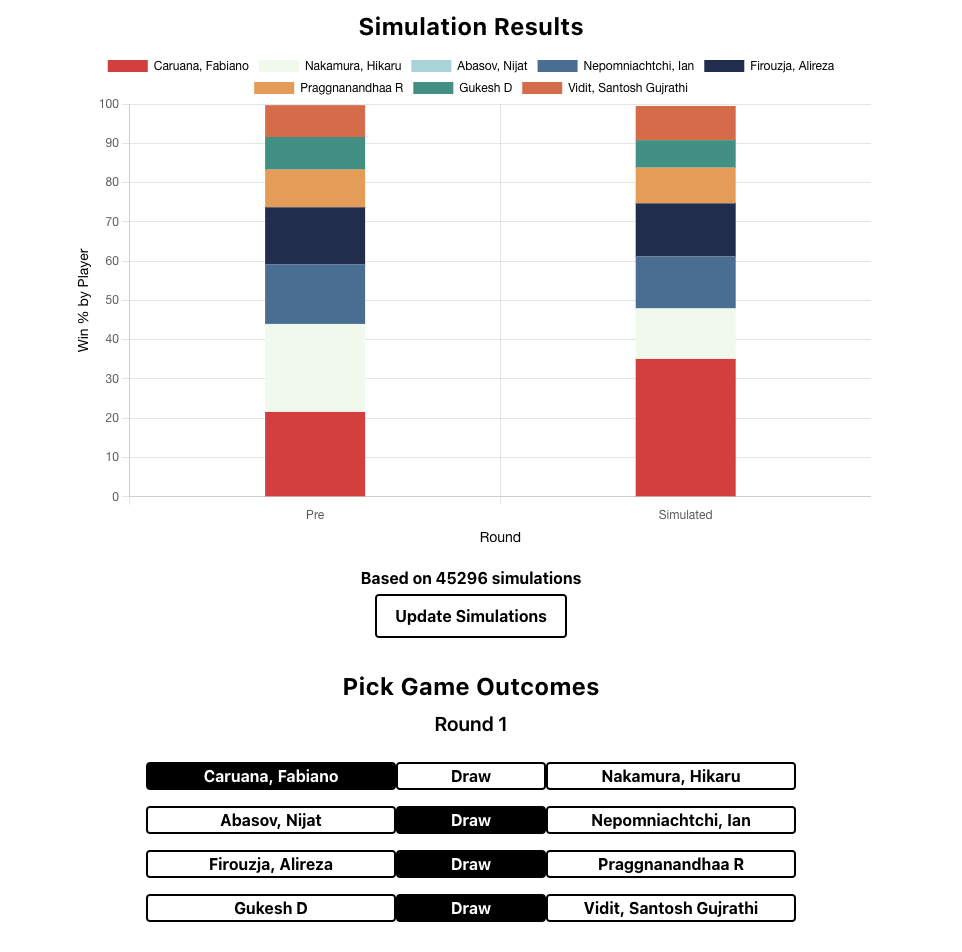 Simulation Results
Caruana, Fabiano Nakamura, Hikaru Abasov, Nijat Nepomniachtchi, Ian Firouzja, Alireza
Praggnanandhaa R Gukesh D Vidit, Santosh Gujrathi
100
90
80
70
60
50
40
30
20
10
0
Win % by Player
Pre Simulated
Round
Based on 45296 simulations
Update Simulations
Pick Game Outcomes
Round 1
Caruana, Fabiano Draw Nakamura, Hikaru
Abasov, Nijat Draw Nepomniachtchi, Ian
Firouzja, Alireza Draw Praggnanandhaa R
Gukesh D Draw Vidit, Santosh Gujrathi